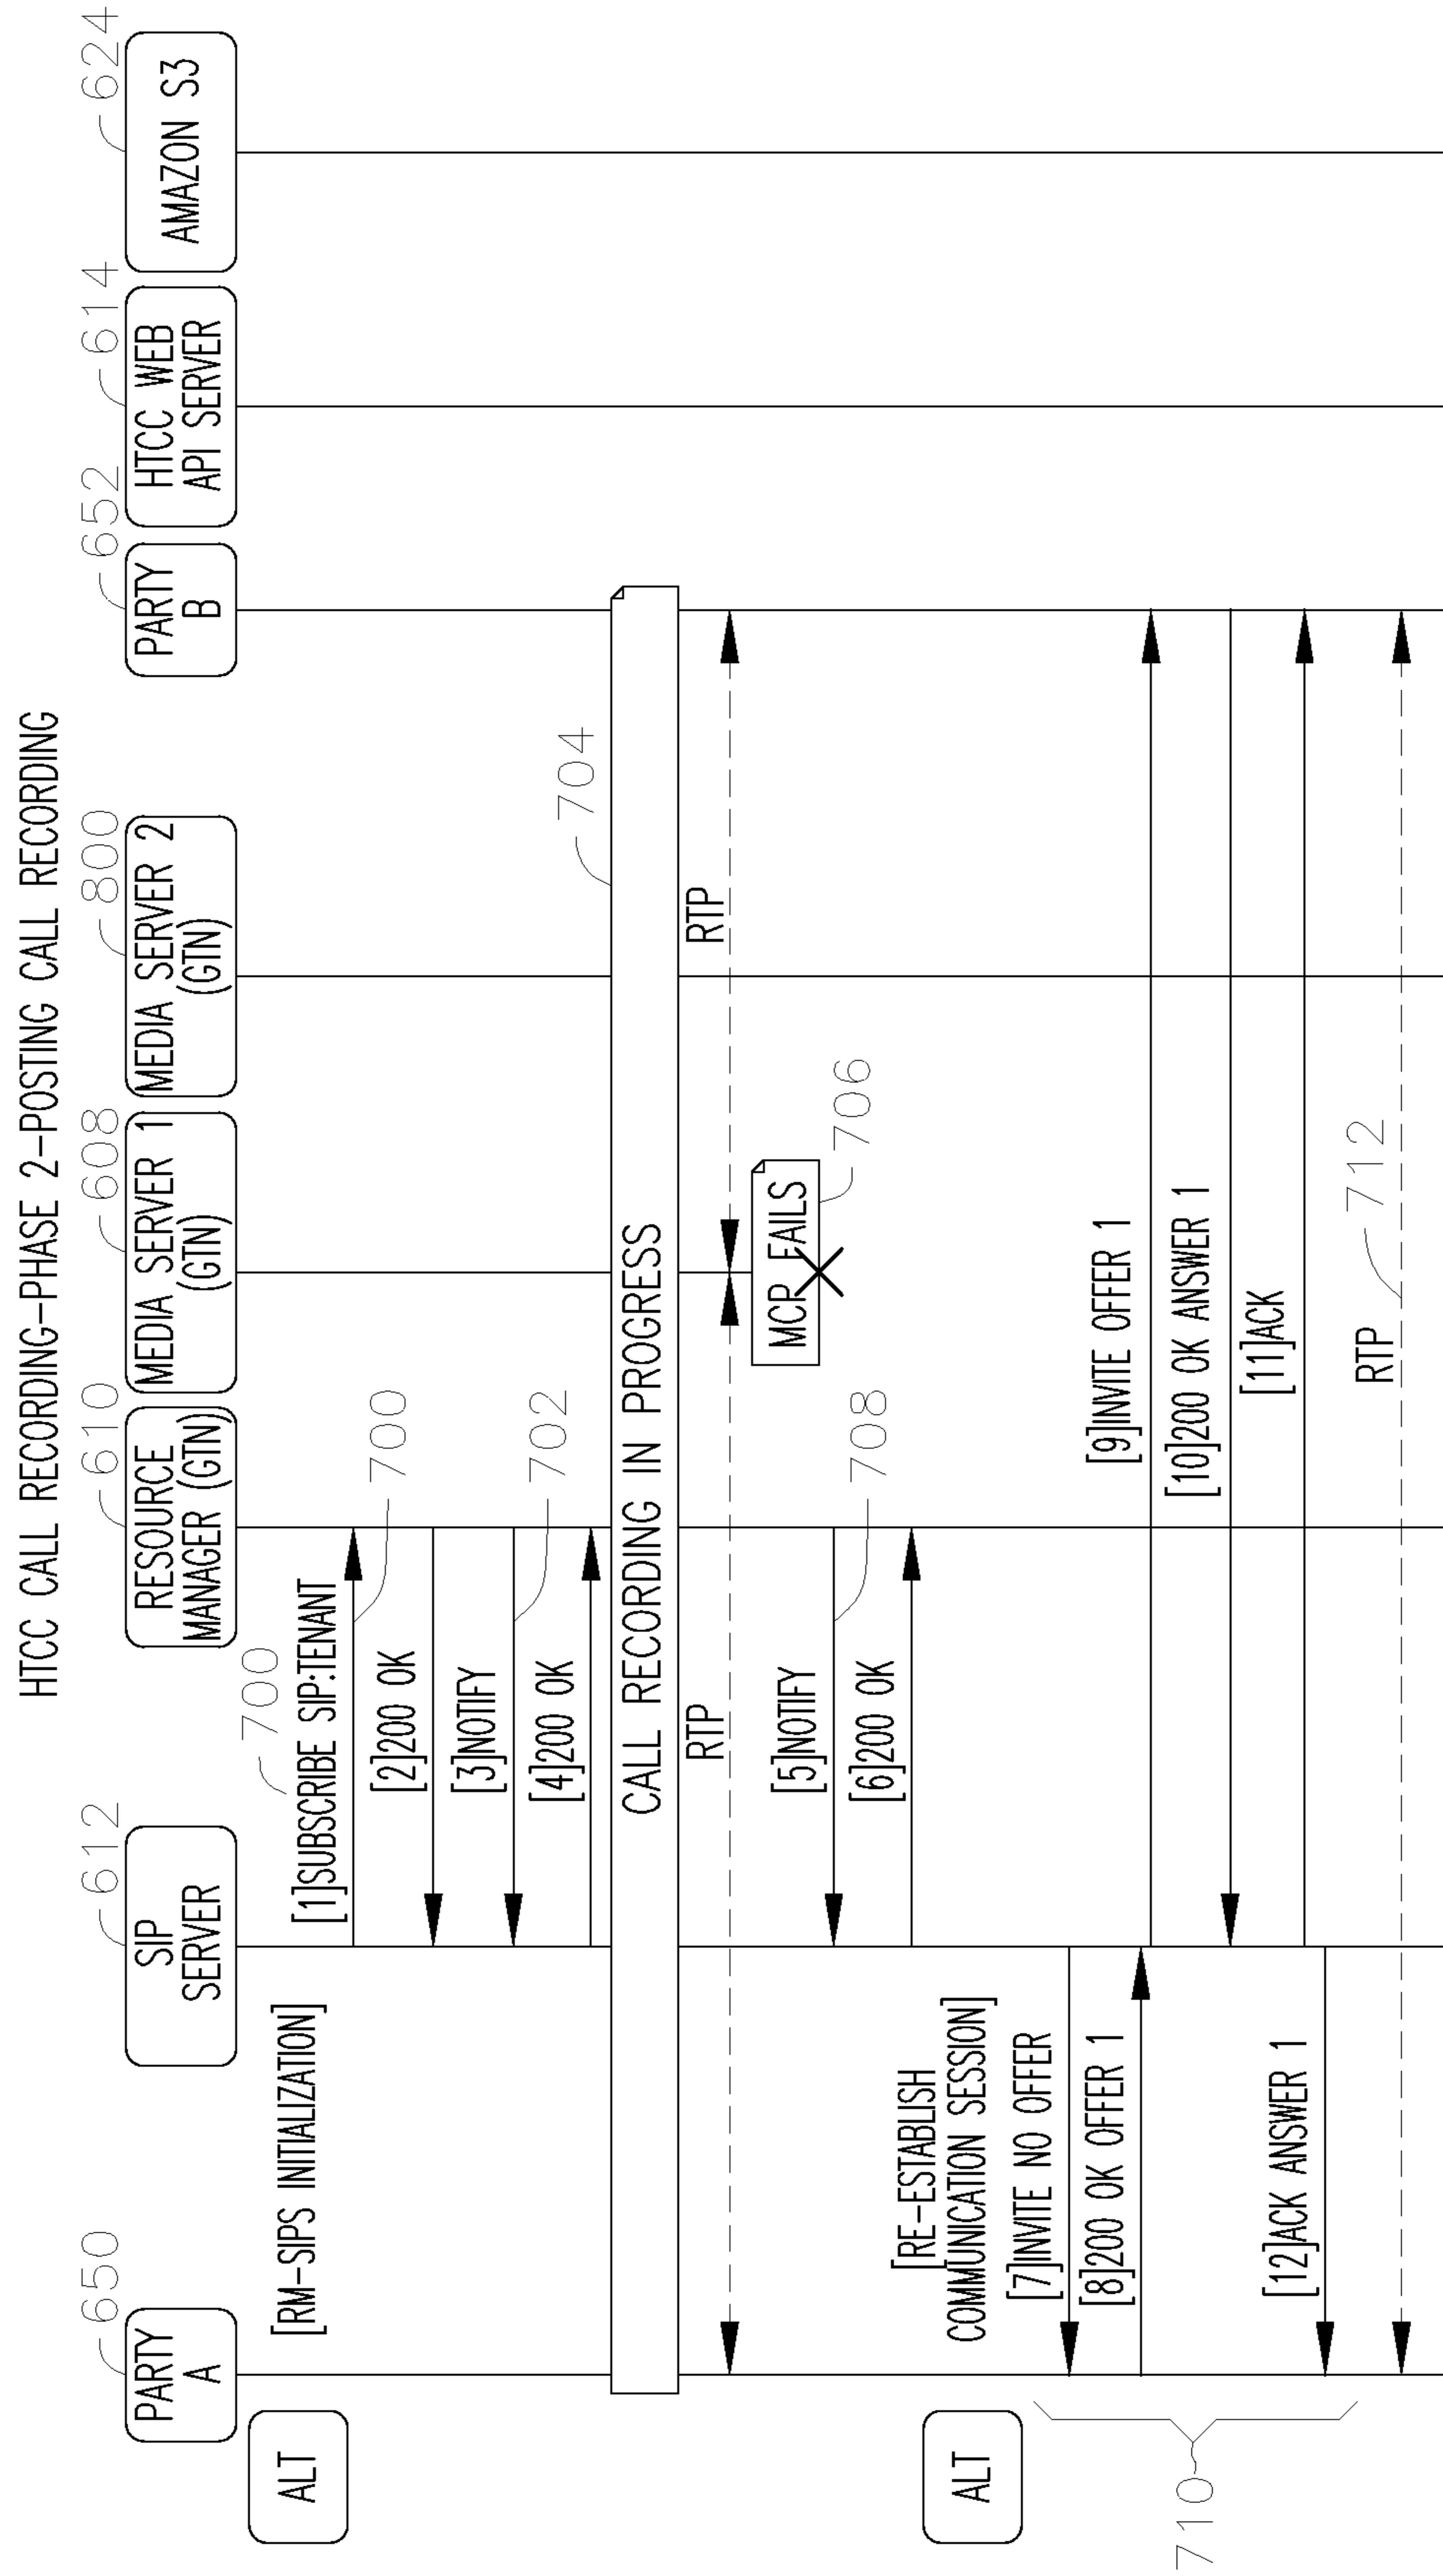 HTCC CALL RECORDING-PHASE 2-POSTING CALL RECORDING
650
612
610
608
800
652
614
624
PARTY
A
SIP
SERVER
RESOURCE
MANAGER (GTN)
MEDIA SERVER 1
(GTN)
MEDIA SERVER 2
(GTN)
PARTY
B
HTCC WEB
API SERVER
AMAZON S3
ALT
[RM-SIPS INITIALIZATION]
700
[1]SUBSCRIBE SIP:TENANT
700
[2]200 OK
[3]NOTIFY
702
[4]200 OK
704
CALL RECORDING IN PROGRESS
RTP
RTP
MCP FAILS
706
[5]NOTIFY
708
[6]200 OK
ALT
[RE-ESTABLISH
COMMUNICATION SESSION]
[7]INVITE NO OFFER
[8]200 OK OFFER 1
[9]INVITE OFFER 1
[10]200 OK ANSWER 1
[11]ACK
[12]ACK ANSWER 1
710
RTP
712